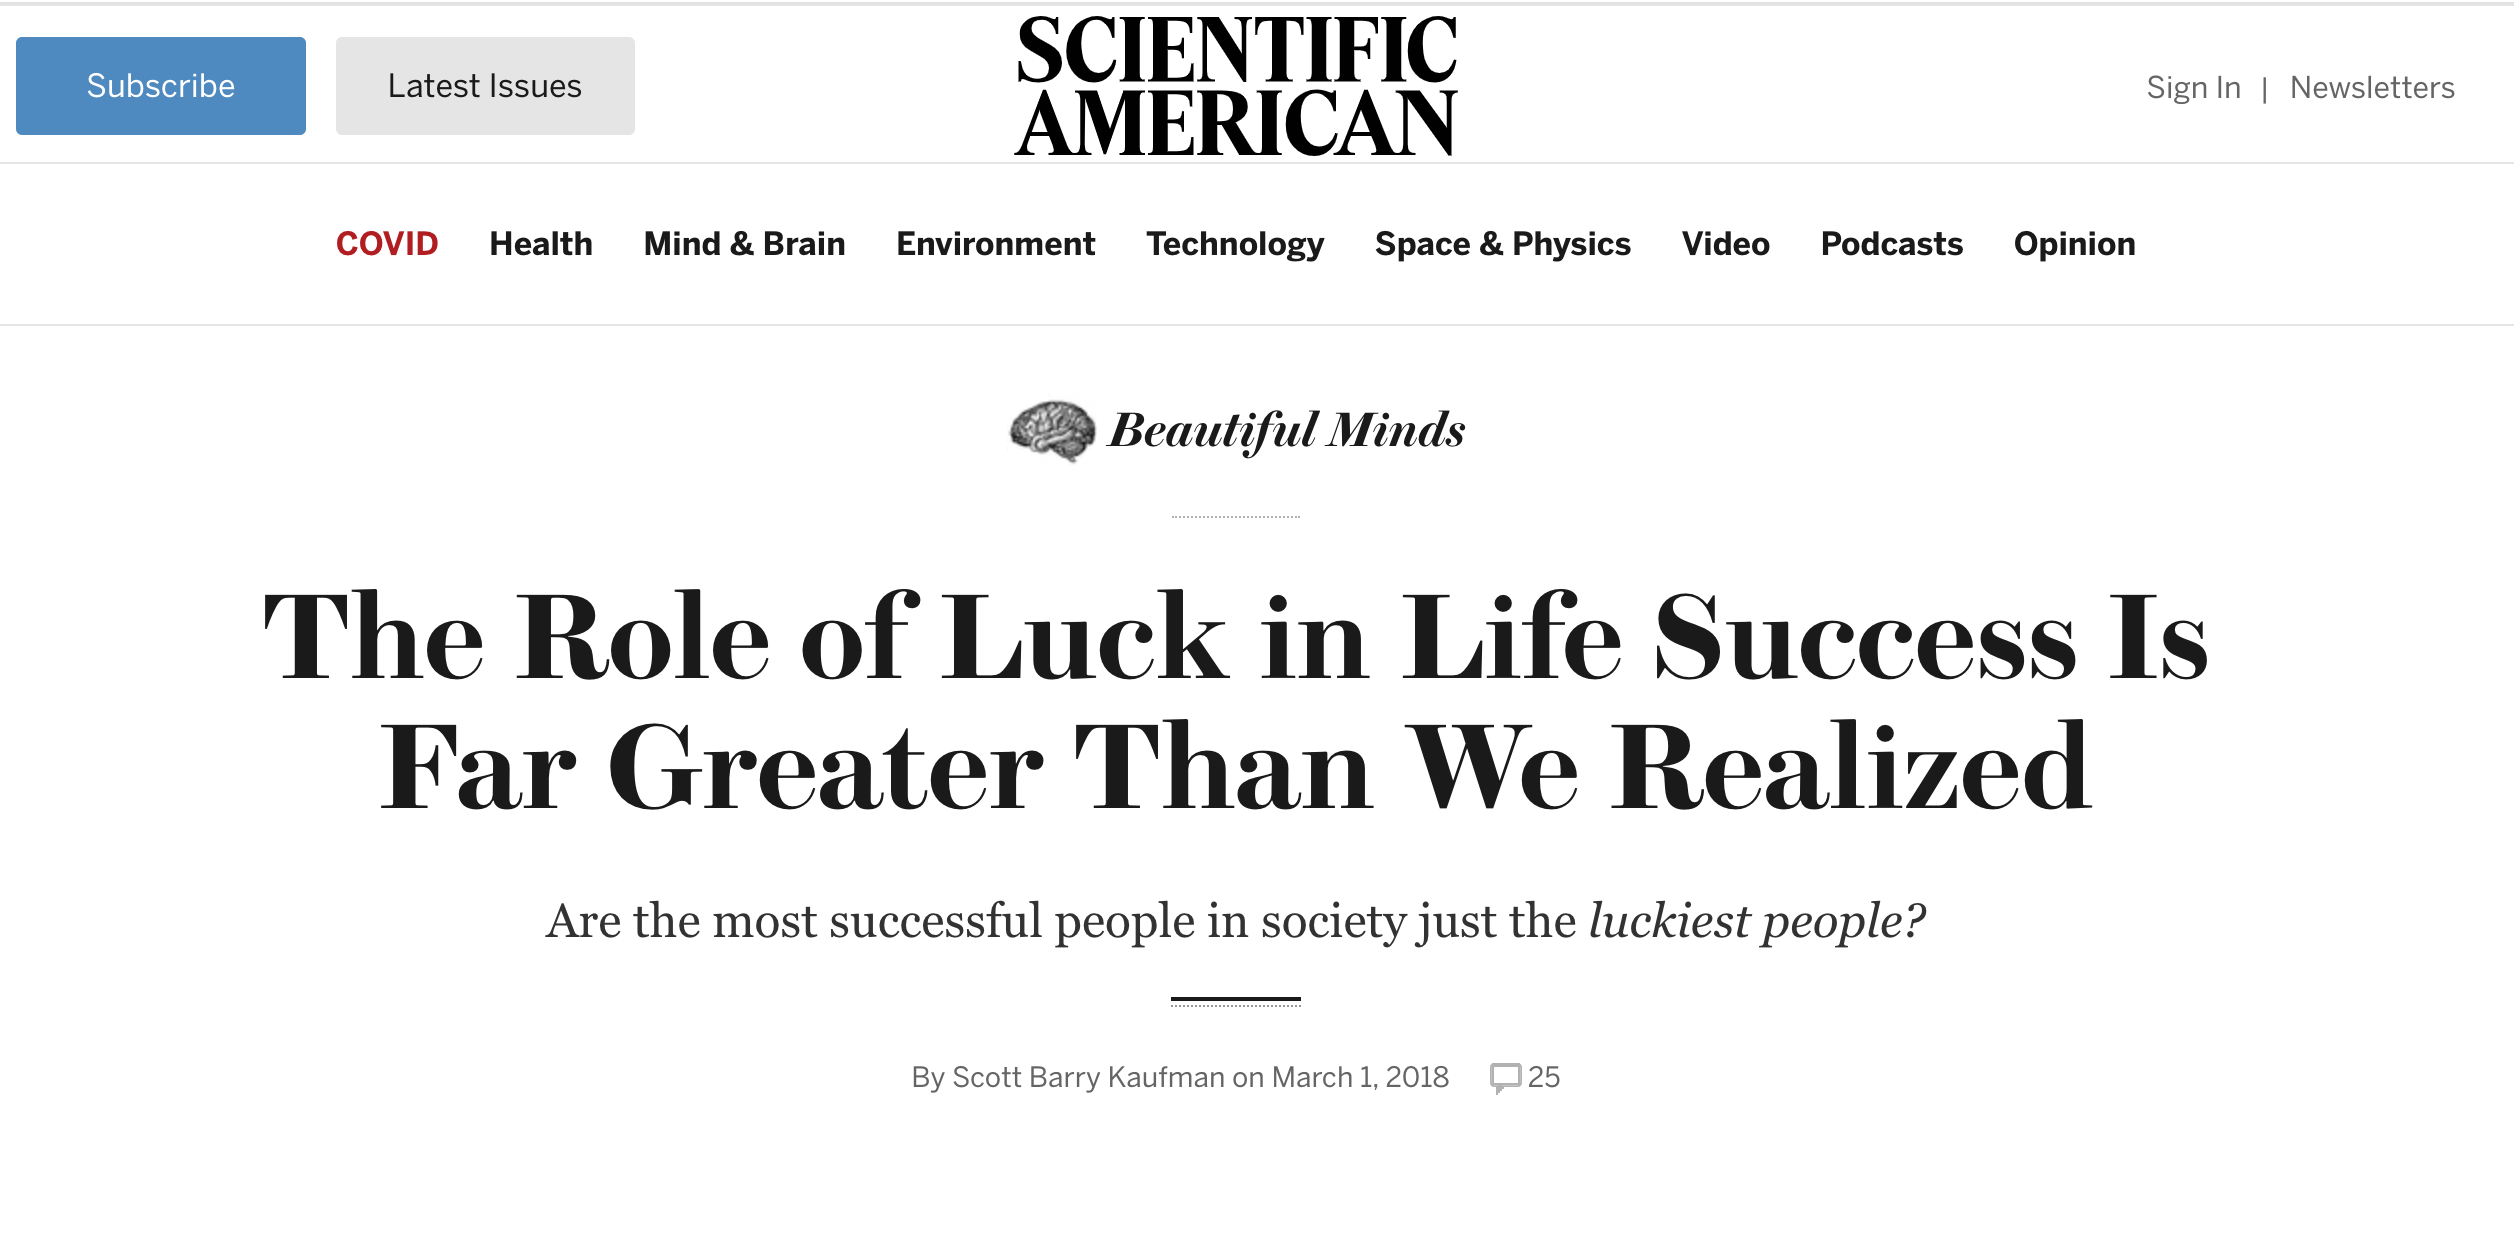 Subscribe
Latest Issues
SCIENTIFIC
AMERICAN
Sign In | Newsletters
COVID Health Mind & Brain Environment Technology Space & Physics Video Podcasts Opinion
Beautiful Minds
The Role of Luck in Life Success Is
Far Greater Than We Realized
Are the most successful people in society just the luckiest people?
By Scott Barry Kaufman on March 1, 2018 25